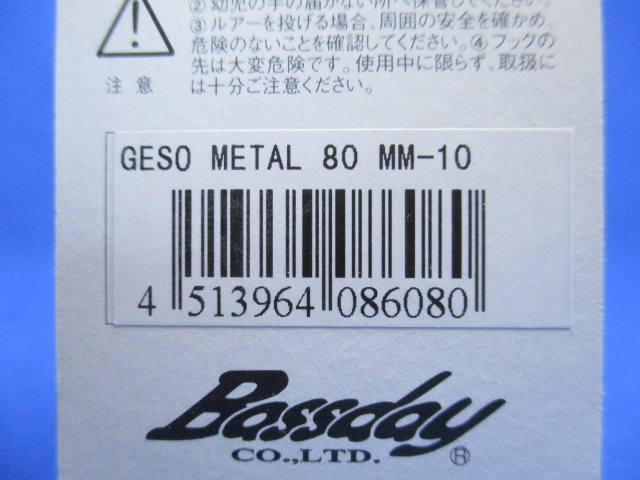 ② 幼児の手の届かない所へ保管してください。
③ルアーを投げる場合、周囲の安全を確かめ、
危険のないことを確認してください。④フックの
先は大変危険です。使用中に限らず、取扱に
は十分ご注意ください。
注意
GESO METAL 80 MM-10
4 513964 086080
Bassday
CO.,LTD. ®